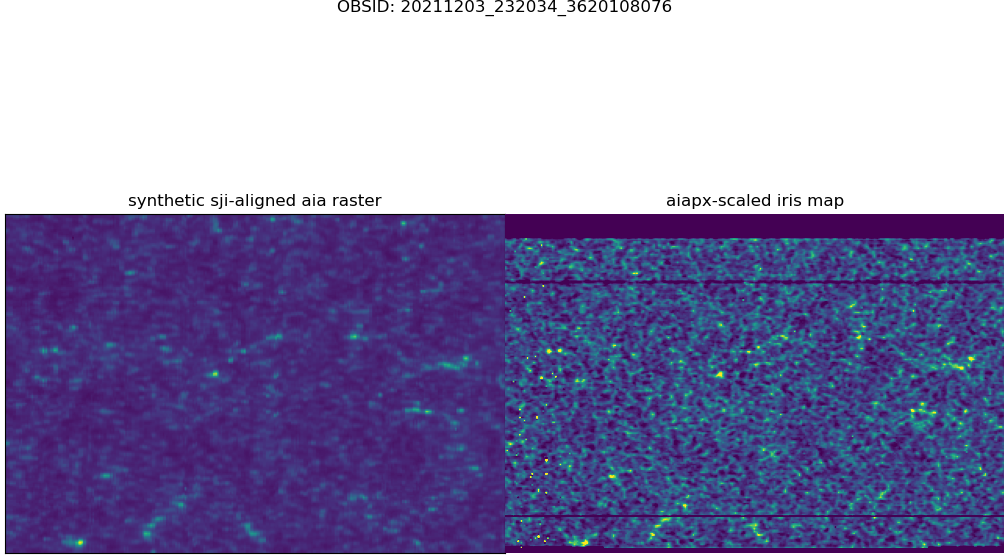 OBSID: 20211203_232034_3620108076
synthetic sji-aligned aia raster
aiapx-scaled iris map